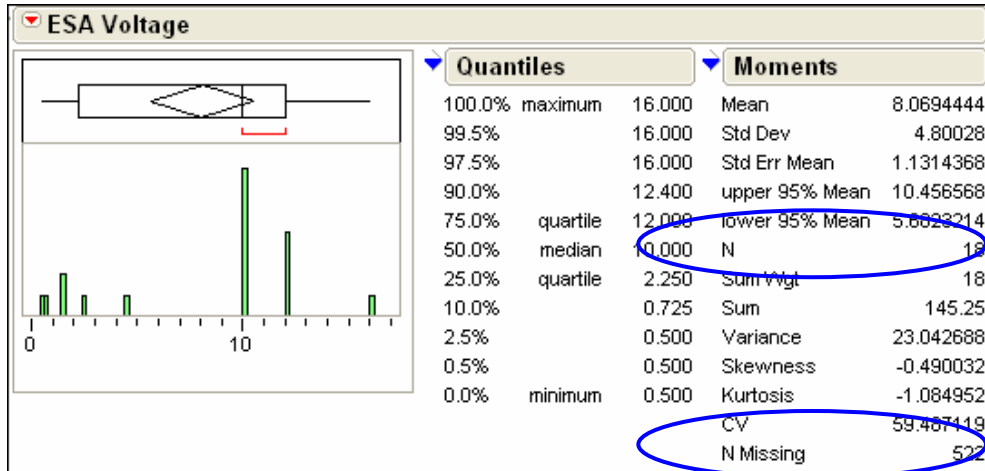 ESA Voltage
0 10
Quantiles
100.0% maximum 16.000
99.5% 16.000
97.5% 16.000
90.0% 12.400
75.0% quartile 12.000
50.0% median 10.000
25.0% quartile 2.250
10.0% 0.725
2.5% 0.500
0.5% 0.500
0.0% minimum 0.500
Moments
Mean 8.0694444
Std Dev 4.80028
Std Err Mean 1.1314368
upper 95% Mean 10.456568
lower 95% Mean 5.6823214
N 18
Sum Wgt 18
Sum 145.25
Variance 23.042688
Skewness -0.490032
Kurtosis -1.084952
CV 59.487119
N Missing 522